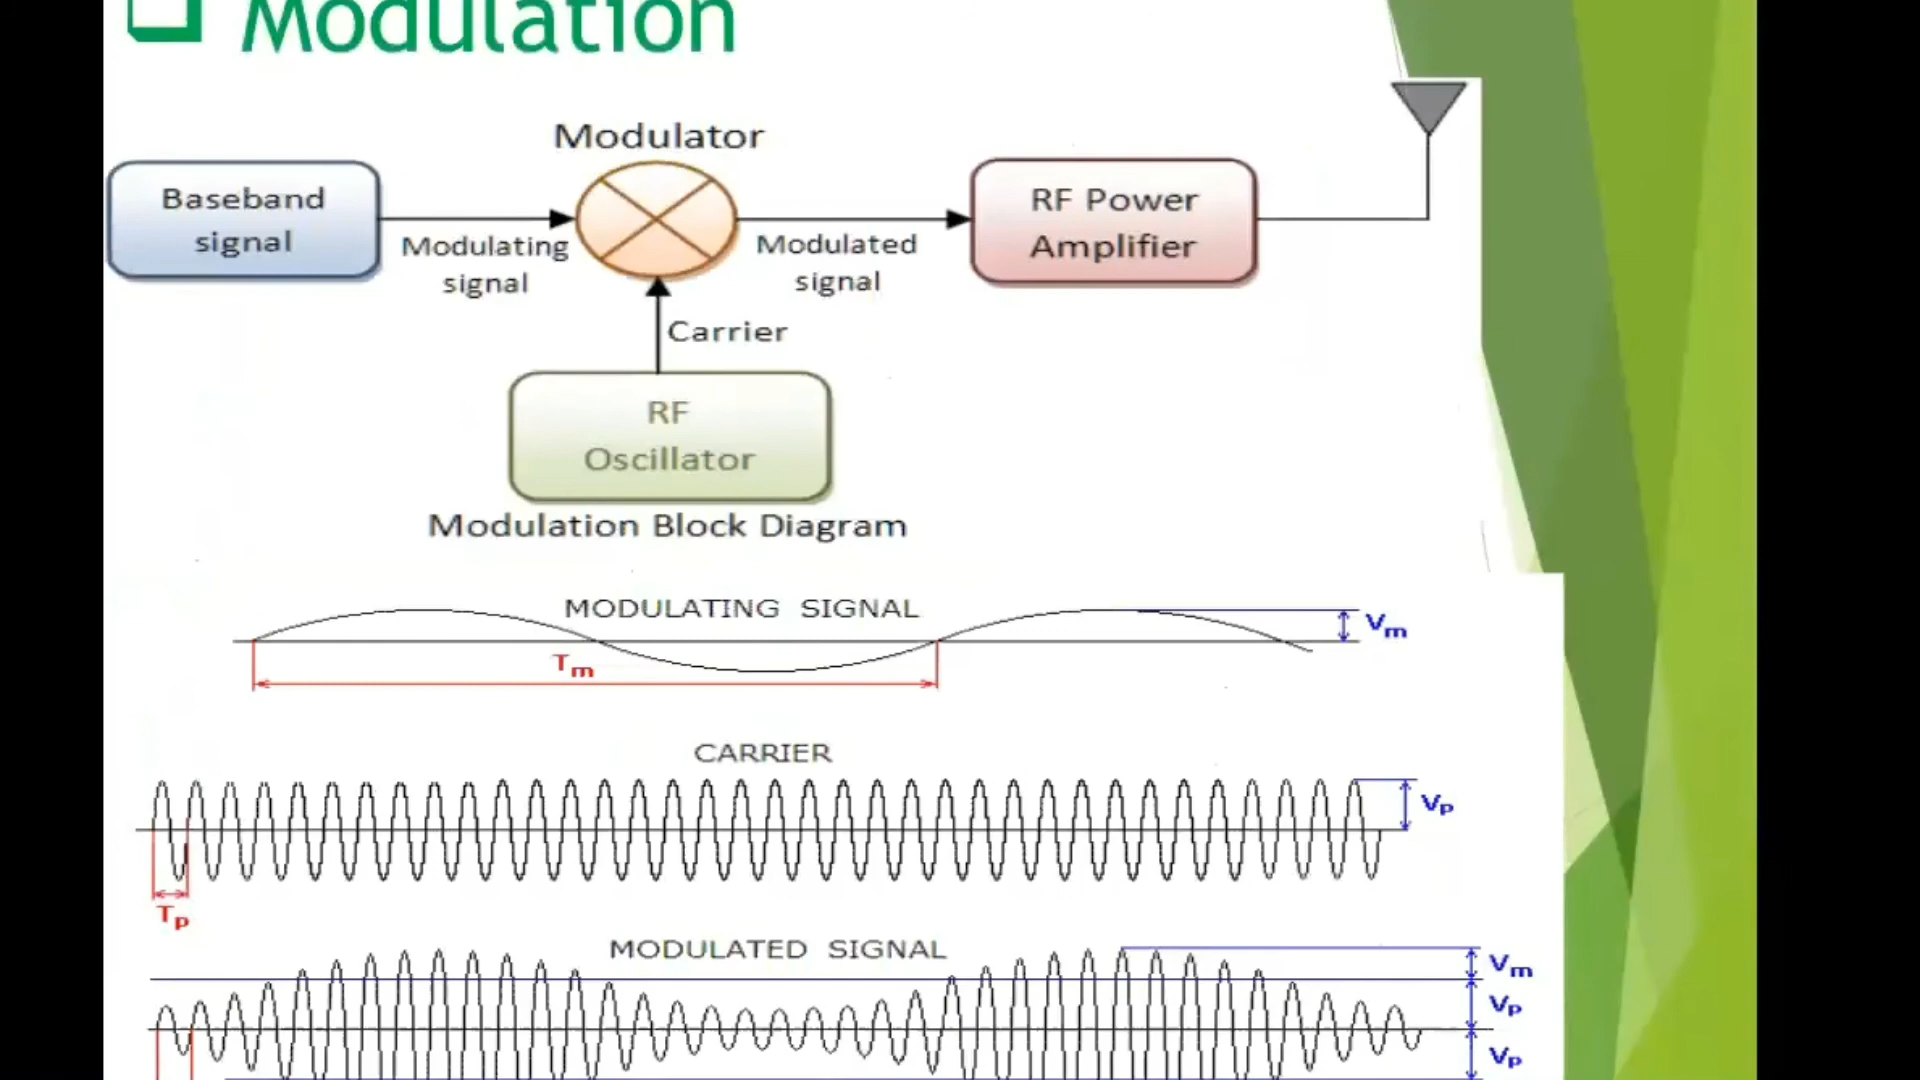 Modulation
Modulator
Baseband
signal
Modulating
signal
Modulated
signal
RF Power
Amplifier
Carrier
RF
Oscillator
Modulation Block Diagram
MODULATING SIGNAL
Vm
Tm
CARRIER
Vp
Tp
MODULATED SIGNAL
Vm
Vp
Vp